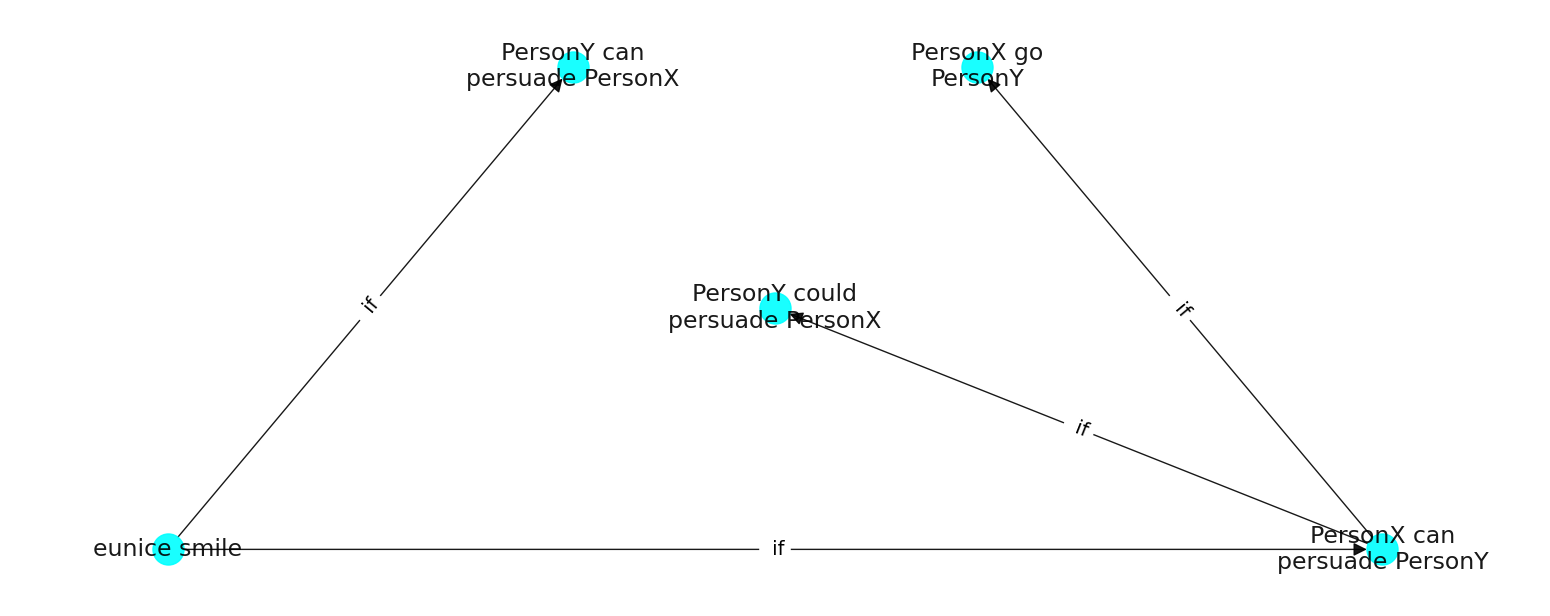 PersonY can
persuade PersonX
PersonX go
PersonY
if
if
PersonY could
persuade PersonX
if
eunice smile
if
PersonX can
persuade PersonY